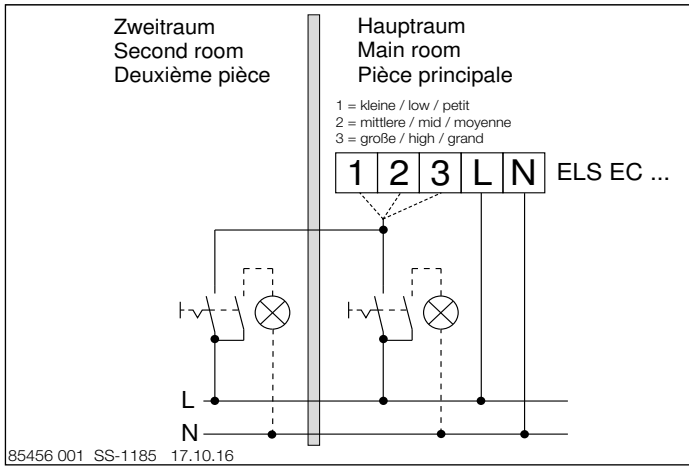 Zweitraum
Second room
Deuxième pièce
Hauptraum
Main room
Pièce principale
1 = kleine / low / petit
2 = mittlere / mid / moyenne
3 = große / high / grand
1 2 3 L N ELS EC ...
L
N
85456 001 SS-1185 17.10.16